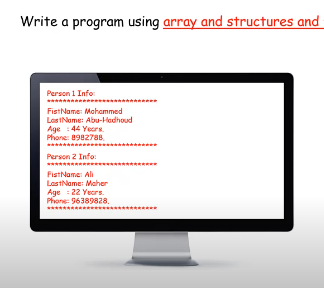 Write a program using array and structures and
Person 1 Info:
***************************
FistName: Mohammed
LastName: Abu-Hadhoud
Age : 44 Years.
Phone: 8982788.
***************************
Person 2 Info:
***************************
FistName: Ali
LastName: Maher
Age : 22 Years.
Phone: 96389828.
***************************